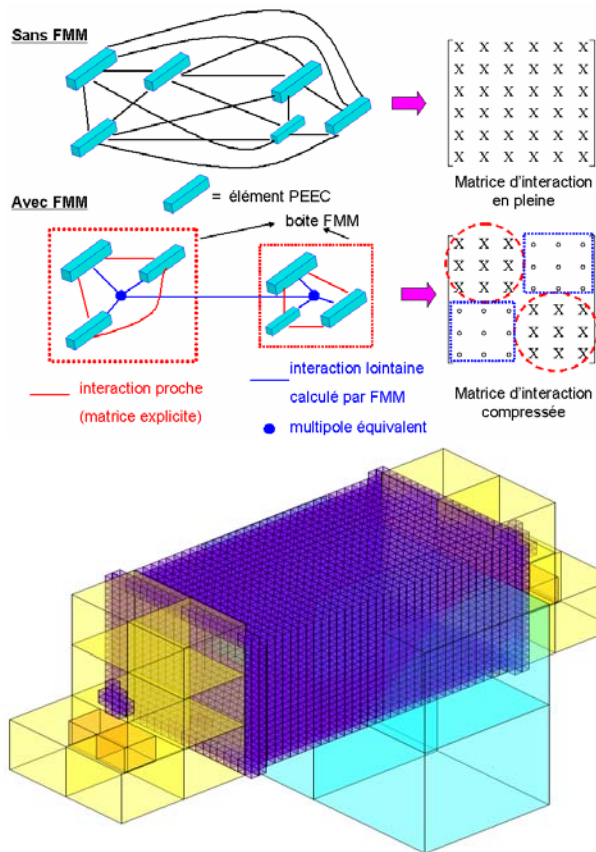 Sans FMM
X X X X X X
X X X X X X
X X X X X X
X X X X X X
X X X X X X
X X X X X X
Matrice d'interaction
en pleine
= élément PEEC
Avec FMM
boite FMM
X X X o o o
X X X o o o
X X X o o o
o o o X X X
o o o X X X
o o o X X X
interaction proche
(matrice explicite)
interaction lointaine
calculé par FMM
multipole équivalent
Matrice d'interaction
compressée